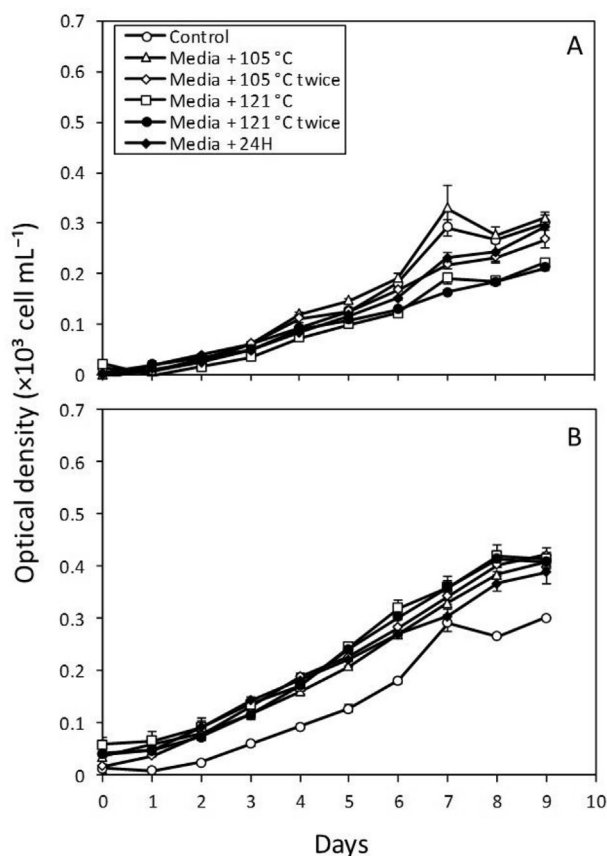 0.7
0.6
0.5
0.4
0.3
0.2
0.1
0
Control
Media + 105 °C
Media + 105 °C twice
Media + 121 °C
Media + 121 °C twice
Media + 24H
A
Optical density (×10³ cell mL⁻¹)
0.7
0.6
0.5
0.4
0.3
0.2
0.1
0
B
0 1 2 3 4 5 6 7 8 9 10
Days